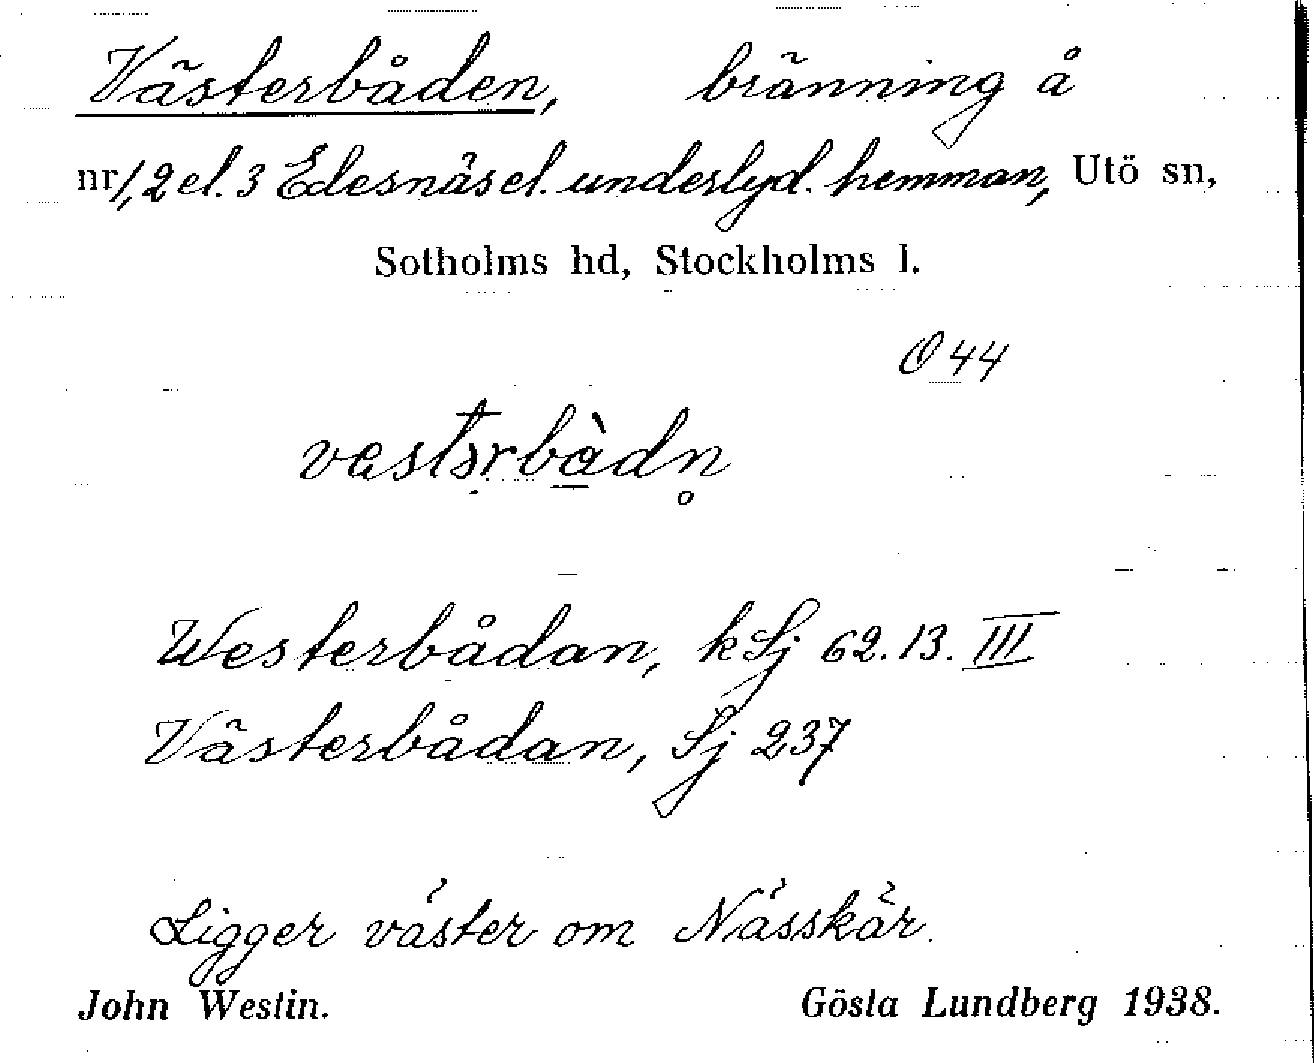 Västerbåden, bränning å
nr 1, 2 el. 3 Edesnäs el. underlyd. hemman, Utö sn,
Sotholms hd, Stockholms l.
O 44
Westerbådan, kSj 62.13. III
Västerbådan, Sj 237
Ligger väster om Nässkär.
John Westin. Gösta Lundberg 1938.